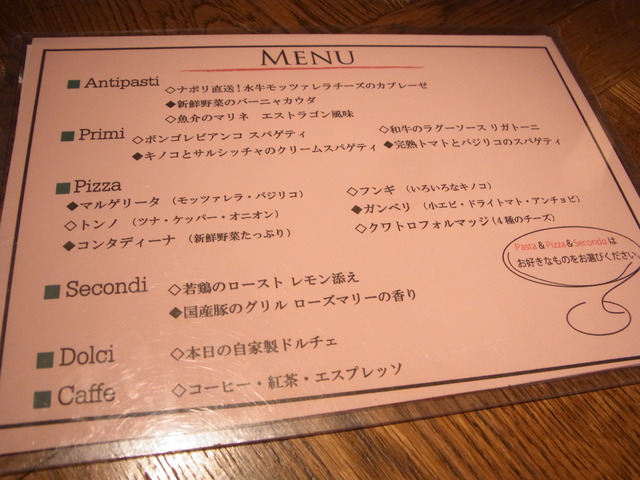 MENU
■ Antipasti
◇ナポリ直送!水牛モッツァレラチーズのカプレーゼ
◆新鮮野菜のバーニャカウダ
◇魚介のマリネ エストラゴン風味
■ Primi
◇ボンゴレビアンコ スパゲティ
◇和牛のラグーソース リガトーニ
◆キノコとサルシッチャのクリームスパゲティ
◆完熟トマトとバジリコのスパゲティ
■ Pizza
◆マルゲリータ (モッツァレラ・バジリコ)
◇フンギ (いろいろなキノコ)
◇トンノ (ツナ・ケッパー・オニオン)
◆ガンベリ (小エビ・ドライトマト・アンチョビ)
◆コンタディーナ (新鮮野菜たっぷり)
◇クワトロフォルマッジ(4種のチーズ)
Pasta & Pizza & Secondo は
お好きなものをお選びください。
■ Secondi
◇若鶏のロースト レモン添え
◆国産豚のグリル ローズマリーの香り
■ Dolci
◇本日の自家製ドルチェ
■ Caffe
◇コーヒー・紅茶・エスプレッソ